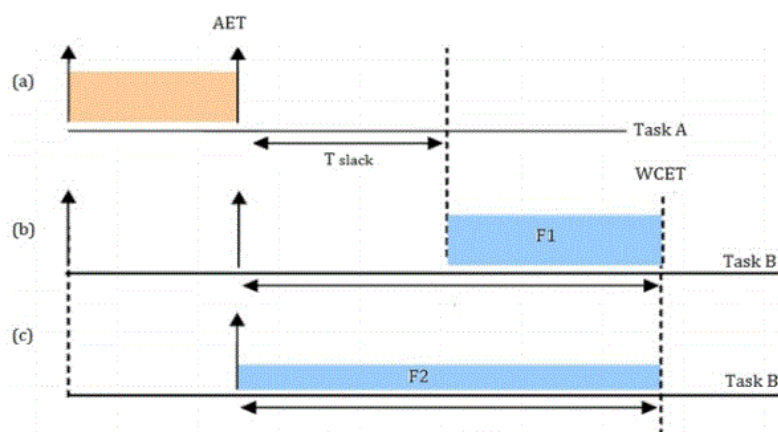 AET
(a)
Task A
T slack
WCET
(b)
F1
Task B
(c)
F2
Task B